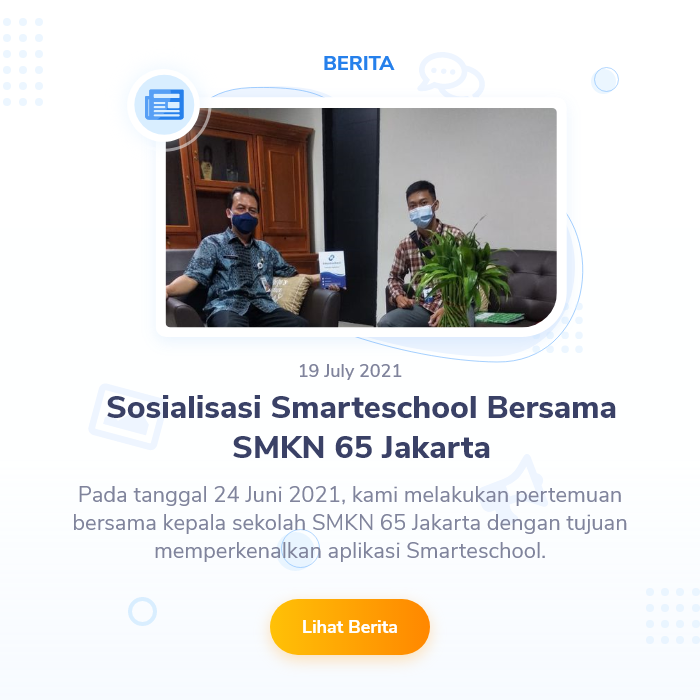 BERITA
19 July 2021
Sosialisasi Smarteschool Bersama
SMKN 65 Jakarta
Pada tanggal 24 Juni 2021, kami melakukan pertemuan
bersama kepala sekolah SMKN 65 Jakarta dengan tujuan
memperkenalkan aplikasi Smarteschool.
Lihat Berita